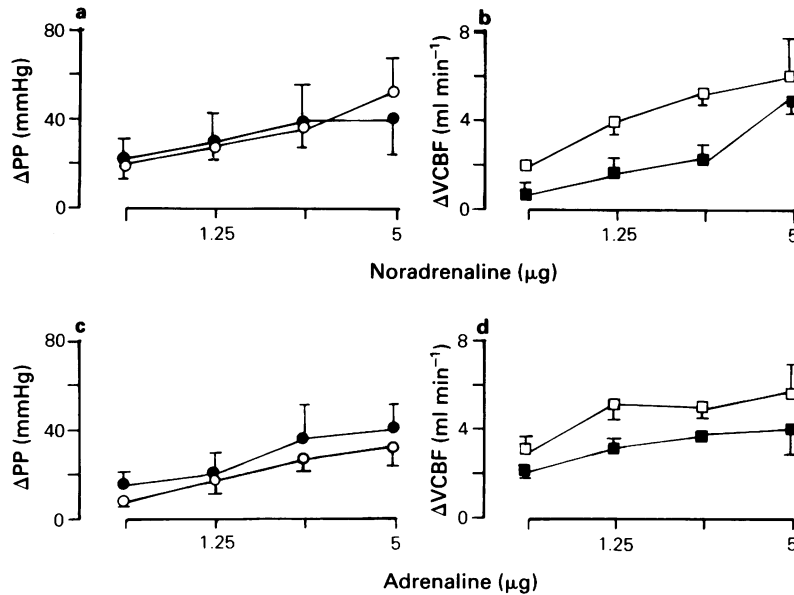 a
80
40
0
ΔPP (mmHg)
1.25
5
b
8
4
0
ΔVCBF (ml min⁻¹)
1.25
5
Noradrenaline (μg)
c
80
40
0
ΔPP (mmHg)
1.25
5
d
8
4
0
ΔVCBF (ml min⁻¹)
1.25
5
Adrenaline (μg)